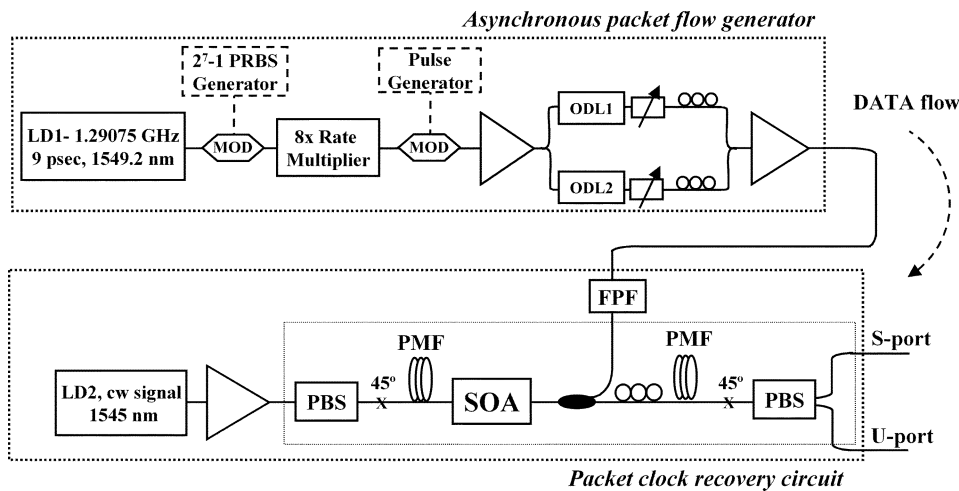 Asynchronous packet flow generator
2⁷-1 PRBS
Generator
Pulse
Generator
LD1- 1.29075 GHz
9 psec, 1549.2 nm
MOD
8x Rate
Multiplier
MOD
ODL1
ODL2
DATA flow
FPF
PMF
PMF
S-port
LD2, cw signal
1545 nm
PBS
45º
X
SOA
45º
X
PBS
U-port
Packet clock recovery circuit